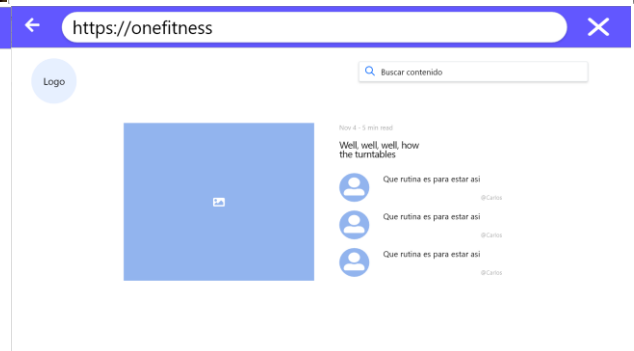 https://onefitness
Logo
Buscar contenido
Nov 4 - 5 min read
Well, well, well, how
the turntables
Que rutina es para estar asi
@Carlos
Que rutina es para estar asi
@Carlos
Que rutina es para estar asi
@Carlos